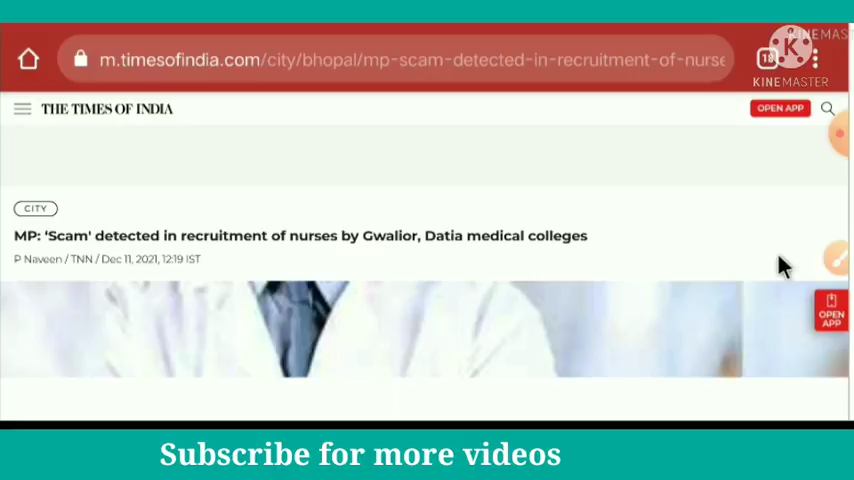 m.timesofindia.com/city/bhopal/mp-scam-detected-in-recruitment-of-nurse
18
K
KINEMAS
KINEMASTER
THE TIMES OF INDIA
OPEN APP
CITY
MP: ‘Scam' detected in recruitment of nurses by Gwalior, Datia medical colleges
P Naveen / TNN / Dec 11, 2021, 12:19 IST
OPEN
APP
Subscribe for more videos